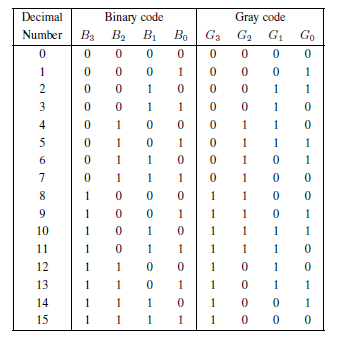 Decimal Binary code Gray code
Number B3 B2 B1 B0 G3 G2 G1 G0
0 0 0 0 0 0 0 0 0
1 0 0 0 1 0 0 0 1
2 0 0 1 0 0 0 1 1
3 0 0 1 1 0 0 1 0
4 0 1 0 0 0 1 1 0
5 0 1 0 1 0 1 1 1
6 0 1 1 0 0 1 0 1
7 0 1 1 1 0 1 0 0
8 1 0 0 0 1 1 0 0
9 1 0 0 1 1 1 0 1
10 1 0 1 0 1 1 1 1
11 1 0 1 1 1 1 1 0
12 1 1 0 0 1 0 1 0
13 1 1 0 1 1 0 1 1
14 1 1 1 0 1 0 0 1
15 1 1 1 1 1 0 0 0